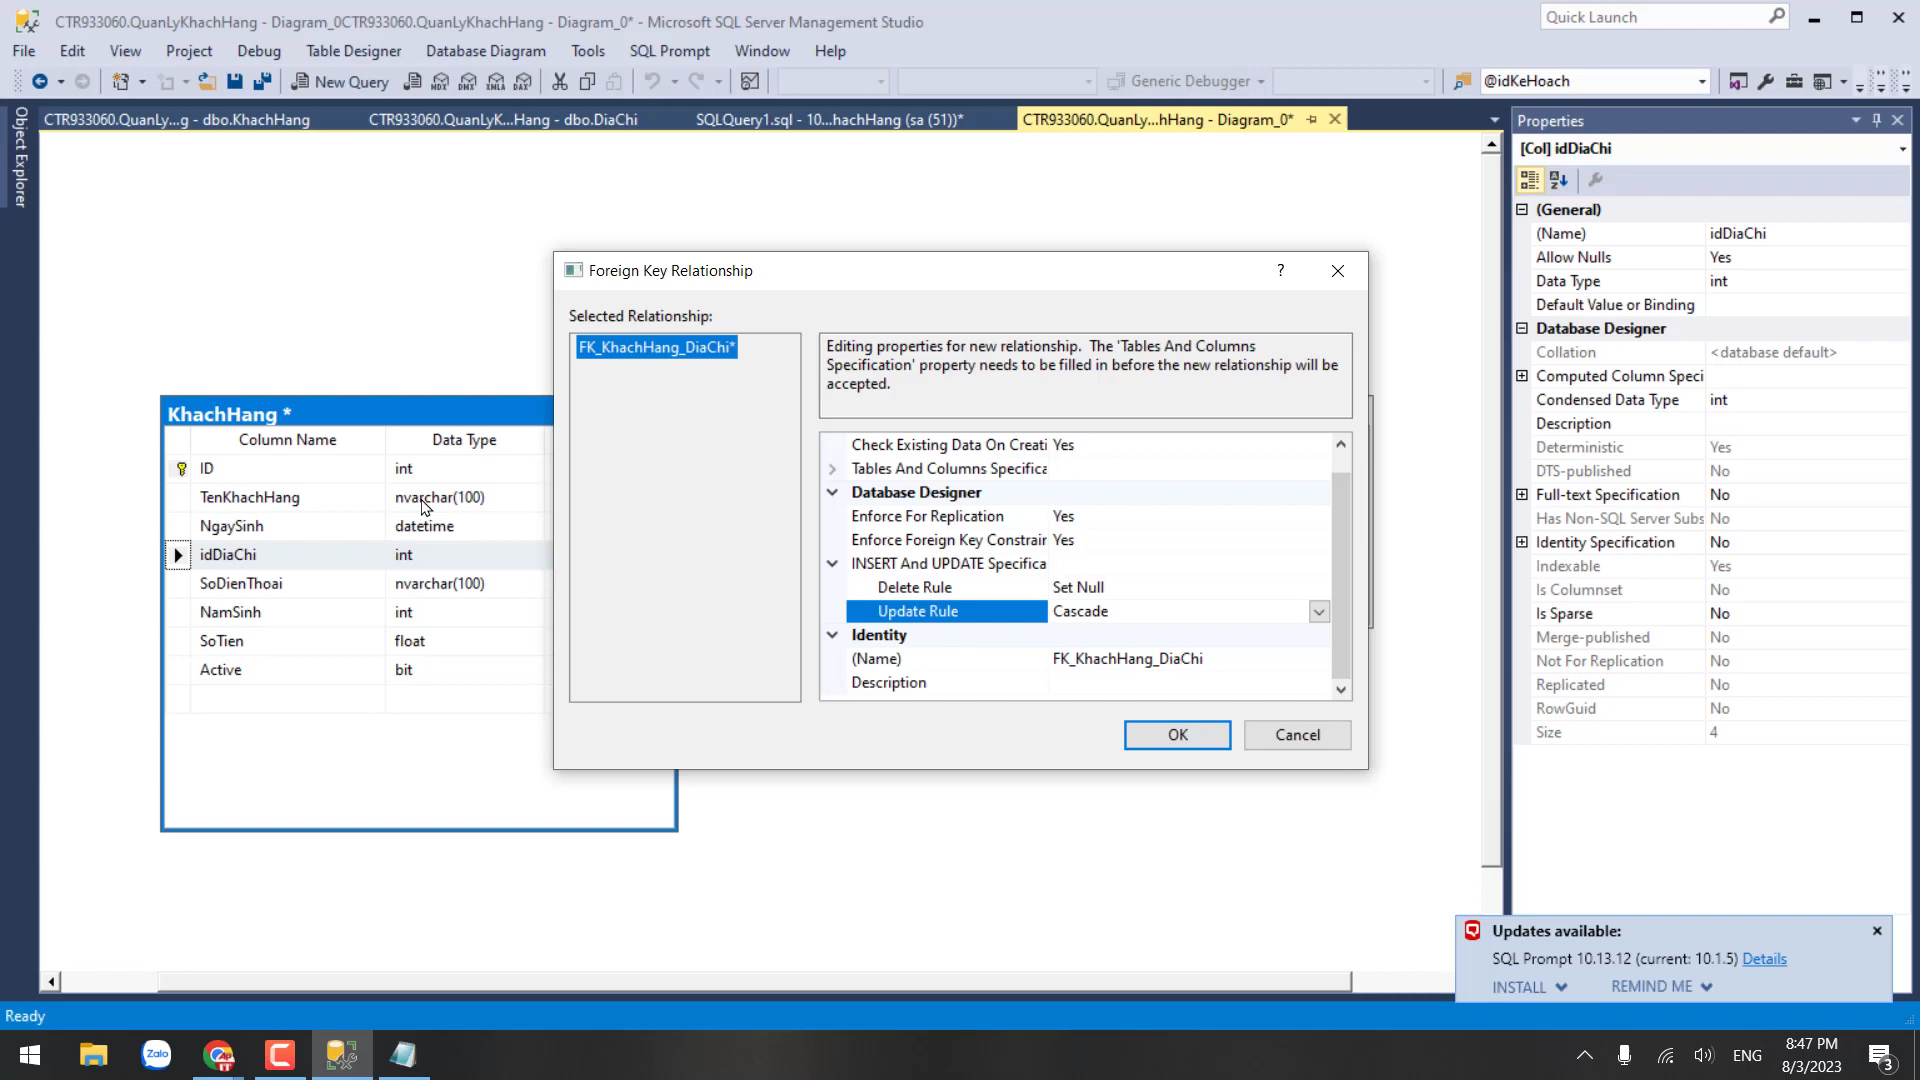 CTR933060.QuanLyKhachHang - Diagram_0CTR933060.QuanLyKhachHang - Diagram_0* - Microsoft SQL Server Management Studio
Quick Launch
File Edit View Project Debug Table Designer Database Diagram Tools SQL Prompt Window Help
New Query
MDX DMX XMLA DAX
Generic Debugger
@idKeHoach
Object Explorer
CTR933060.QuanLy...g - dbo.KhachHang
CTR933060.QuanLyK...Hang - dbo.DiaChi
SQLQuery1.sql - 10...hachHang (sa (51))*
CTR933060.QuanLy...hHang - Diagram_0*
KhachHang *
Column Name Data Type
ID int
TenKhachHang nvarchar(100)
NgaySinh datetime
idDiaChi int
SoDienThoai nvarchar(100)
NamSinh int
SoTien float
Active bit
Foreign Key Relationship
?
Selected Relationship:
FK_KhachHang_DiaChi*
Editing properties for new relationship. The 'Tables And Columns
Specification' property needs to be filled in before the new relationship will be
accepted.
Check Existing Data On Creati Yes
Tables And Columns Specifica
Database Designer
Enforce For Replication Yes
Enforce Foreign Key Constrair Yes
INSERT And UPDATE Specifica
Delete Rule Set Null
Update Rule Cascade
Identity
(Name) FK_KhachHang_DiaChi
Description
OK Cancel
Properties
[Col] idDiaChi
(General)
(Name) idDiaChi
Allow Nulls Yes
Data Type int
Default Value or Binding
Database Designer
Collation <database default>
Computed Column Speci
Condensed Data Type int
Description
Deterministic Yes
DTS-published No
Full-text Specification No
Has Non-SQL Server Subs No
Identity Specification No
Indexable Yes
Is Columnset No
Is Sparse No
Merge-published No
Not For Replication No
Replicated No
RowGuid No
Size 4
Updates available:
SQL Prompt 10.13.12 (current: 10.1.5) Details
INSTALL REMIND ME
Ready
Zalo
ENG
8:47 PM
8/3/2023
3